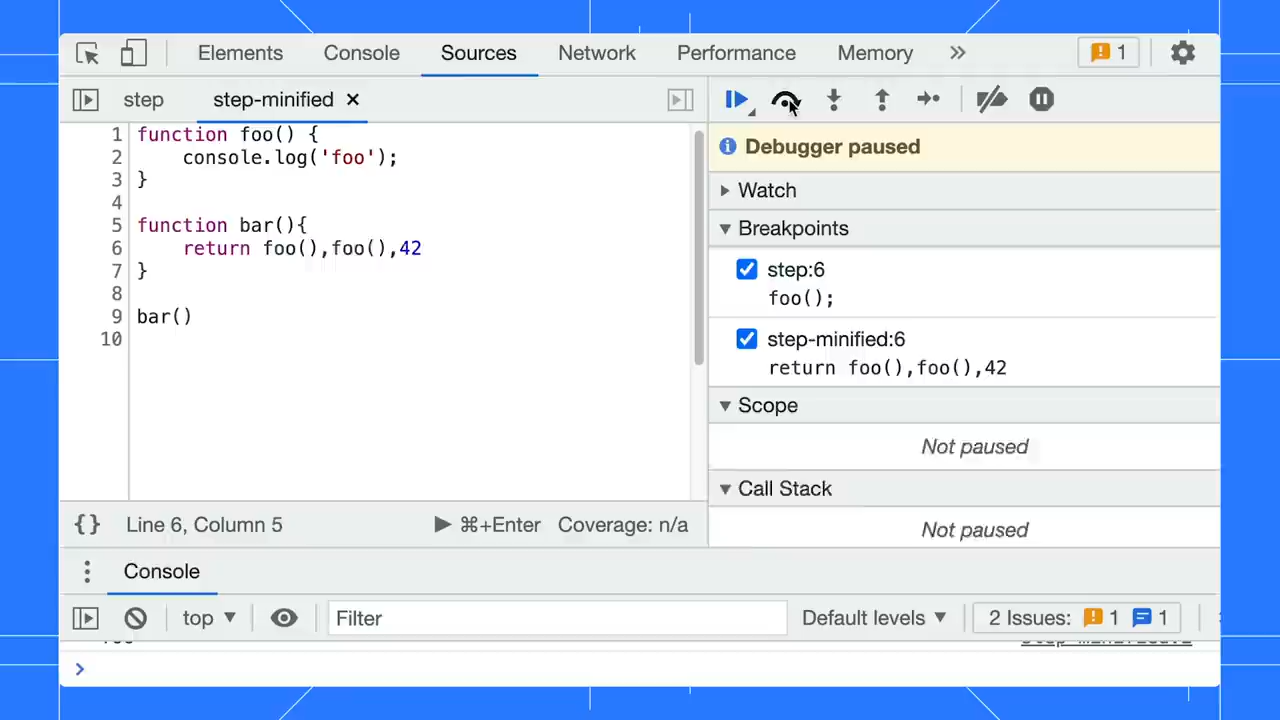 Elements Console Sources Network Performance Memory » 1
step step-minified ×
1 function foo() {
2     console.log('foo');
3 }
4
5 function bar(){
6     return foo(),foo(),42
7 }
8
9 bar()
10
{} Line 6, Column 5 ▶ ⌘+Enter Coverage: n/a
Debugger paused
Watch
Breakpoints
step:6
foo();
step-minified:6
return foo(),foo(),42
Scope
Not paused
Call Stack
Not paused
Console
top ▼ Filter Default levels ▼ 2 Issues: 1 1
>